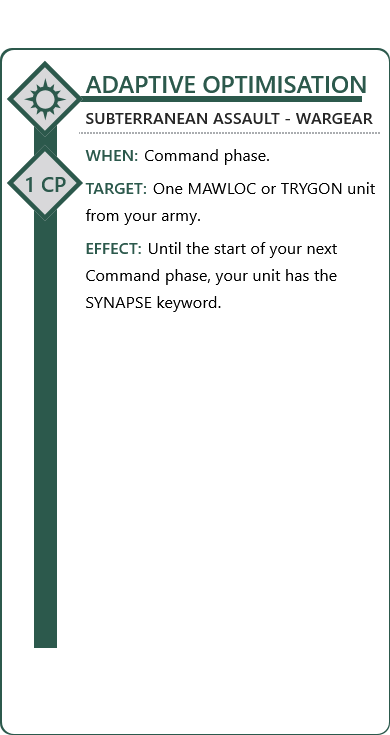 ADAPTIVE OPTIMISATION
SUBTERRANEAN ASSAULT - WARGEAR
WHEN: Command phase.
1 CP
TARGET: One MAWLOC or TRYGON unit
from your army.
EFFECT: Until the start of your next
Command phase, your unit has the
SYNAPSE keyword.